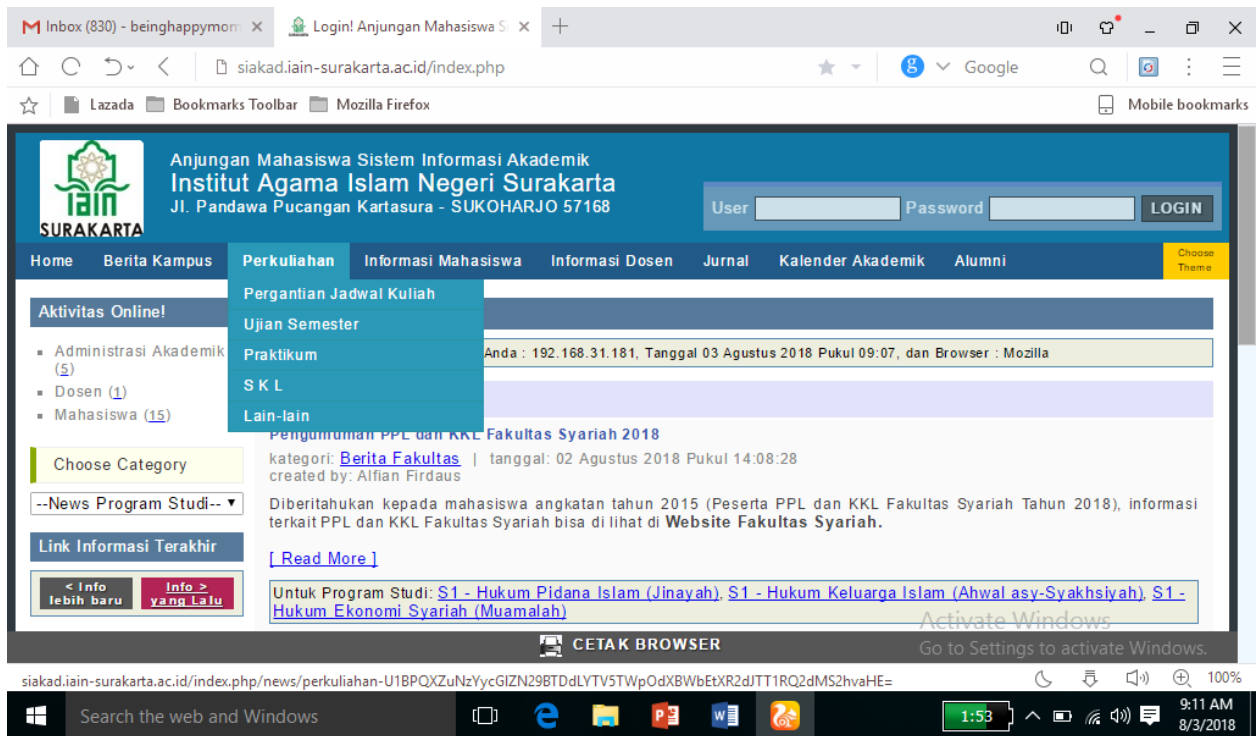 Inbox (830) - beinghappymom
Login! Anjungan Mahasiswa S
siakad.iain-surakarta.ac.id/index.php
Google
Lazada Bookmarks Toolbar Mozilla Firefox Mobile bookmarks
iain
SURAKARTA
Anjungan Mahasiswa Sistem Informasi Akademik
Institut Agama Islam Negeri Surakarta
Jl. Pandawa Pucangan Kartasura - SUKOHARJO 57168
User Password LOGIN
Home Berita Kampus Perkuliahan Informasi Mahasiswa Informasi Dosen Jurnal Kalender Akademik Alumni Choose
Theme
Pergantian Jadwal Kuliah
Ujian Semester
Praktikum
S K L
Lain-lain
Aktivitas Online!
Administrasi Akademik
(5)
Dosen (1)
Mahasiswa (15)
Choose Category
--News Program Studi--
Link Informasi Terakhir
< Info
lebih baru
Info >
yang Lalu
Anda : 192.168.31.181, Tanggal 03 Agustus 2018 Pukul 09:07, dan Browser : Mozilla
Pengumuman PPL dan KKL Fakultas Syariah 2018
kategori: Berita Fakultas | tanggal: 02 Agustus 2018 Pukul 14:08:28
created by: Alfian Firdaus
Diberitahukan kepada mahasiswa angkatan tahun 2015 (Peserta PPL dan KKL Fakultas Syariah Tahun 2018), informasi
terkait PPL dan KKL Fakultas Syariah bisa di lihat di Website Fakultas Syariah.
[ Read More ]
Untuk Program Studi: S1 - Hukum Pidana Islam (Jinayah), S1 - Hukum Keluarga Islam (Ahwal asy-Syakhsiyah), S1 -
Hukum Ekonomi Syariah (Muamalah)
Activate Windows
Go to Settings to activate Windows.
CETAK BROWSER
siakad.iain-surakarta.ac.id/index.php/news/perkuliahan-U1BPQXZuNzYycGlZN29BTDdLYTV5TWpOdXBWbEtXR2dJTT1RQ2dMS2hvaHE=
100%
Search the web and Windows
1:53
9:11 AM
8/3/2018